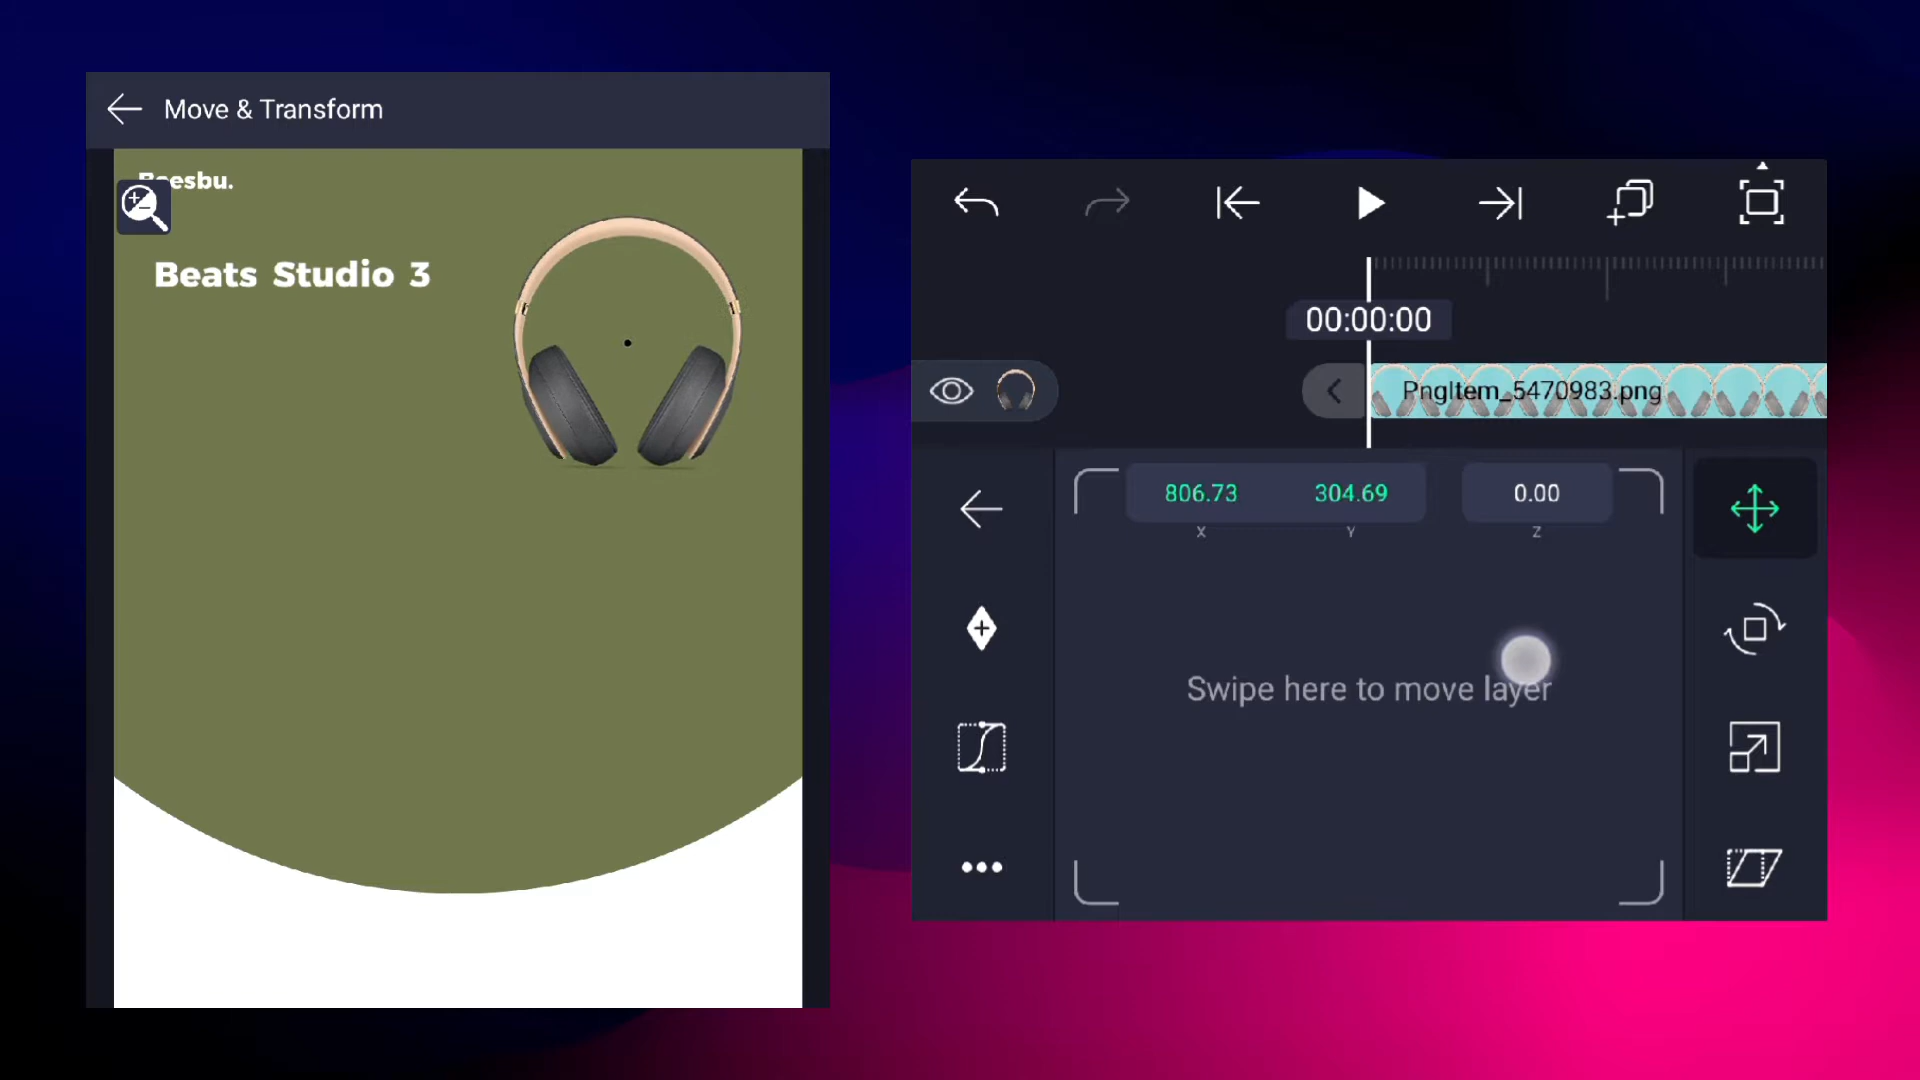 Move & Transform
Beesbu.
Beats Studio 3
00:00:00
PngItem_5470983.png
806.73 304.69 0.00
X Y Z
Swipe here to move layer